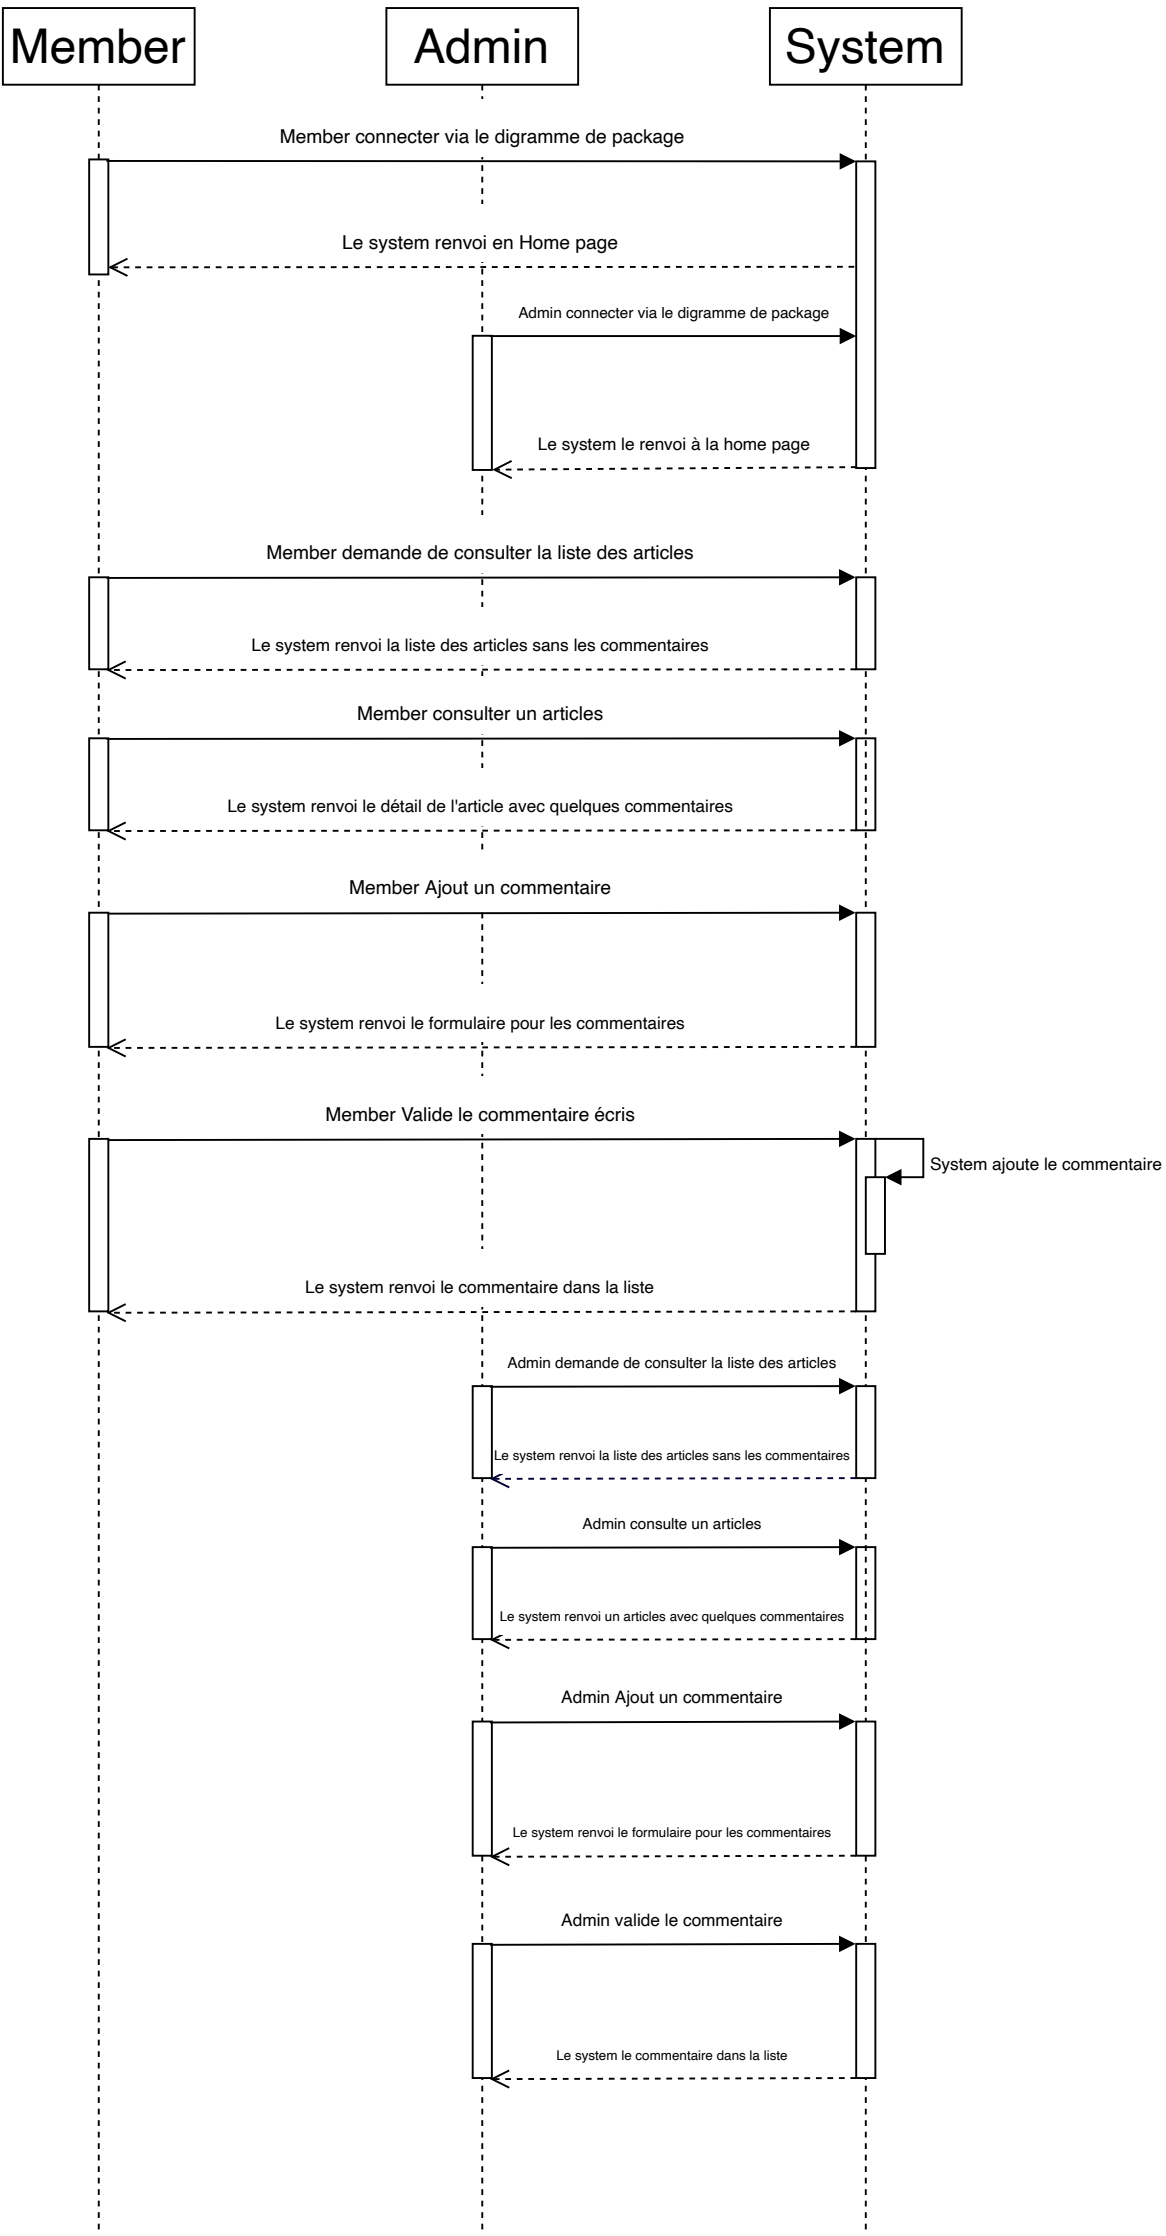 Member
Admin
System
Member connecter via le digramme de package
Le system renvoi en Home page
Admin connecter via le digramme de package
Le system le renvoi à la home page
Member demande de consulter la liste des articles
Le system renvoi la liste des articles sans les commentaires
Member consulter un articles
Le system renvoi le détail de l'article avec quelques commentaires
Member Ajout un commentaire
Le system renvoi le formulaire pour les commentaires
Member Valide le commentaire écris
System ajoute le commentaire
Le system renvoi le commentaire dans la liste
Admin demande de consulter la liste des articles
Le system renvoi la liste des articles sans les commentaires
Admin consulte un articles
Le system renvoi un articles avec quelques commentaires
Admin Ajout un commentaire
Le system renvoi le formulaire pour les commentaires
Admin valide le commentaire
Le system le commentaire dans la liste